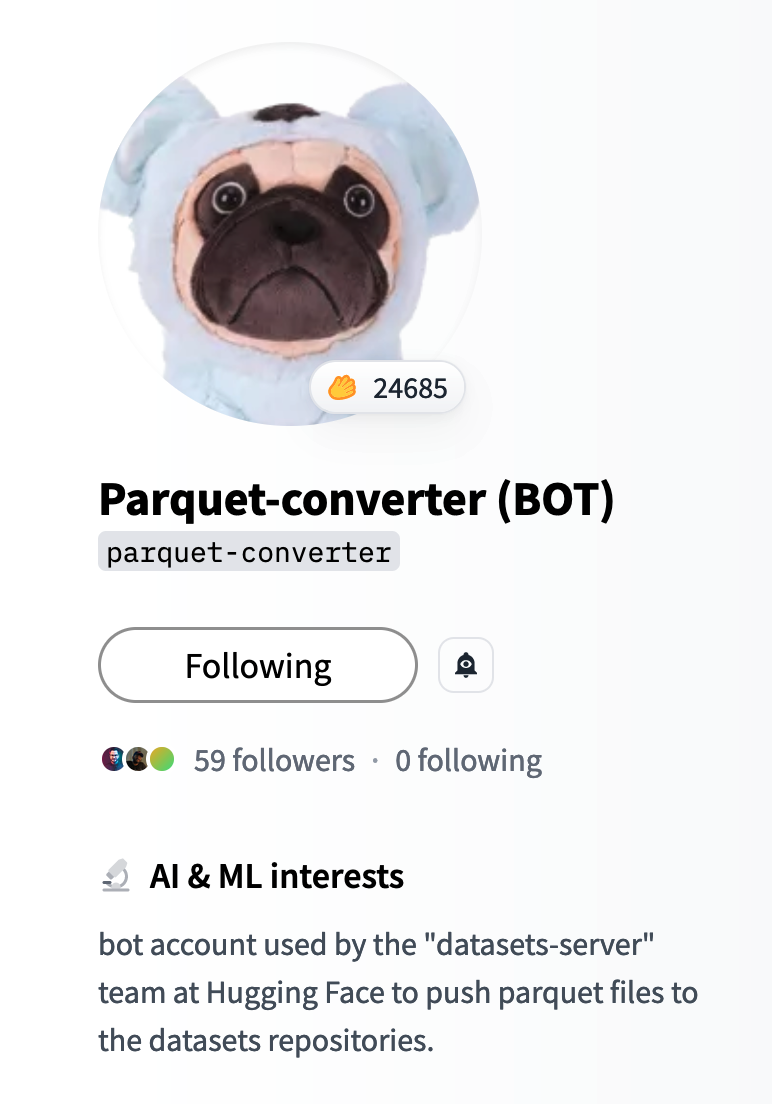 24685
Parquet-converter (BOT)
parquet-converter
Following
59 followers · 0 following
AI & ML interests
bot account used by the "datasets-server"
team at Hugging Face to push parquet files to
the datasets repositories.